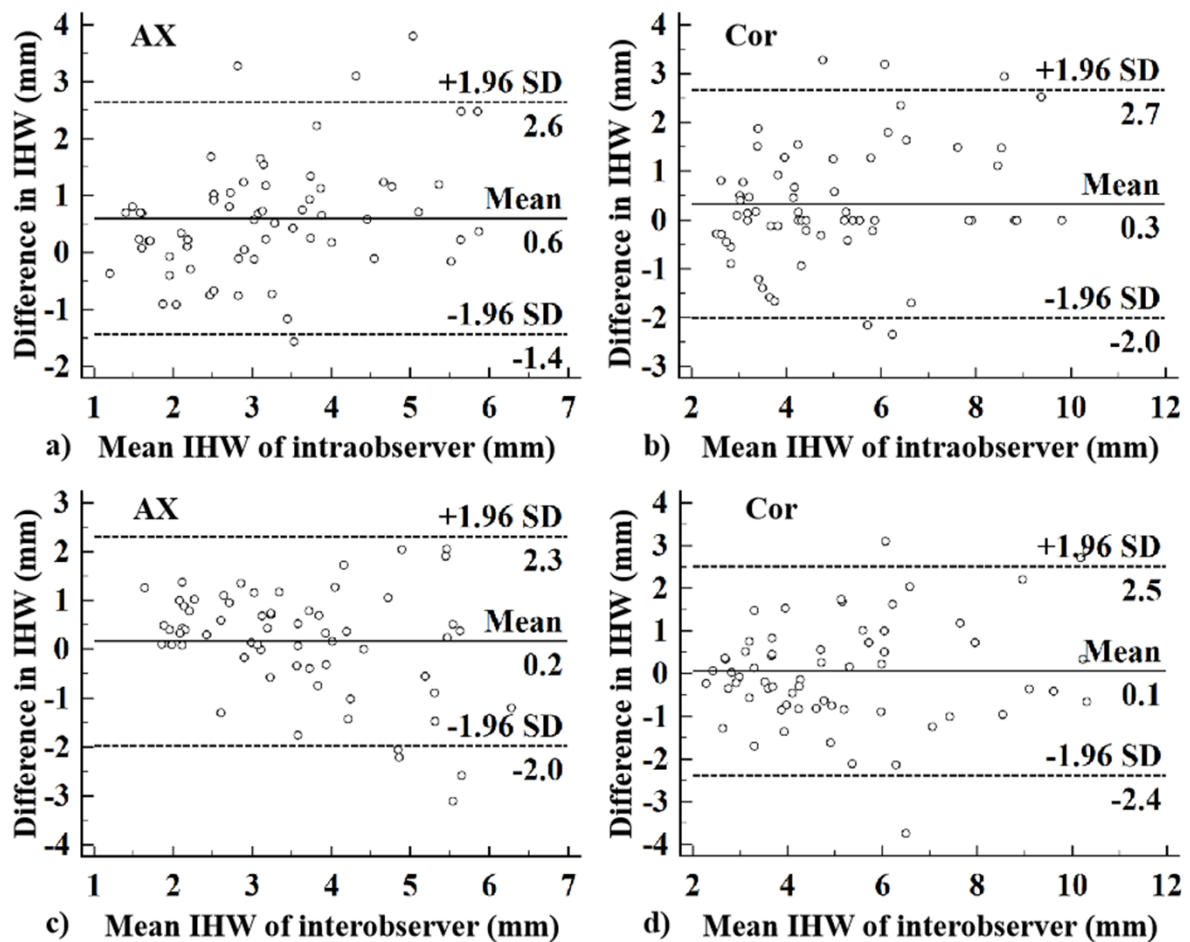 AX
+1.96 SD
2.6
Mean
0.6
-1.96 SD
-1.4
4
3
2
1
0
-1
-2
Difference in IHW (mm)
1 2 3 4 5 6 7
a) Mean IHW of intraobserver (mm)
Cor
+1.96 SD
2.7
Mean
0.3
-1.96 SD
-2.0
4
3
2
1
0
-1
-2
-3
Difference in IHW (mm)
2 4 6 8 10 12
b) Mean IHW of intraobserver (mm)
AX
+1.96 SD
2.3
Mean
0.2
-1.96 SD
-2.0
3
2
1
0
-1
-2
-3
-4
Difference in IHW (mm)
1 2 3 4 5 6 7
c) Mean IHW of interobserver (mm)
Cor
+1.96 SD
2.5
Mean
0.1
-1.96 SD
-2.4
4
3
2
1
0
-1
-2
-3
-4
Difference in IHW (mm)
2 4 6 8 10 12
d) Mean IHW of interobserver (mm)